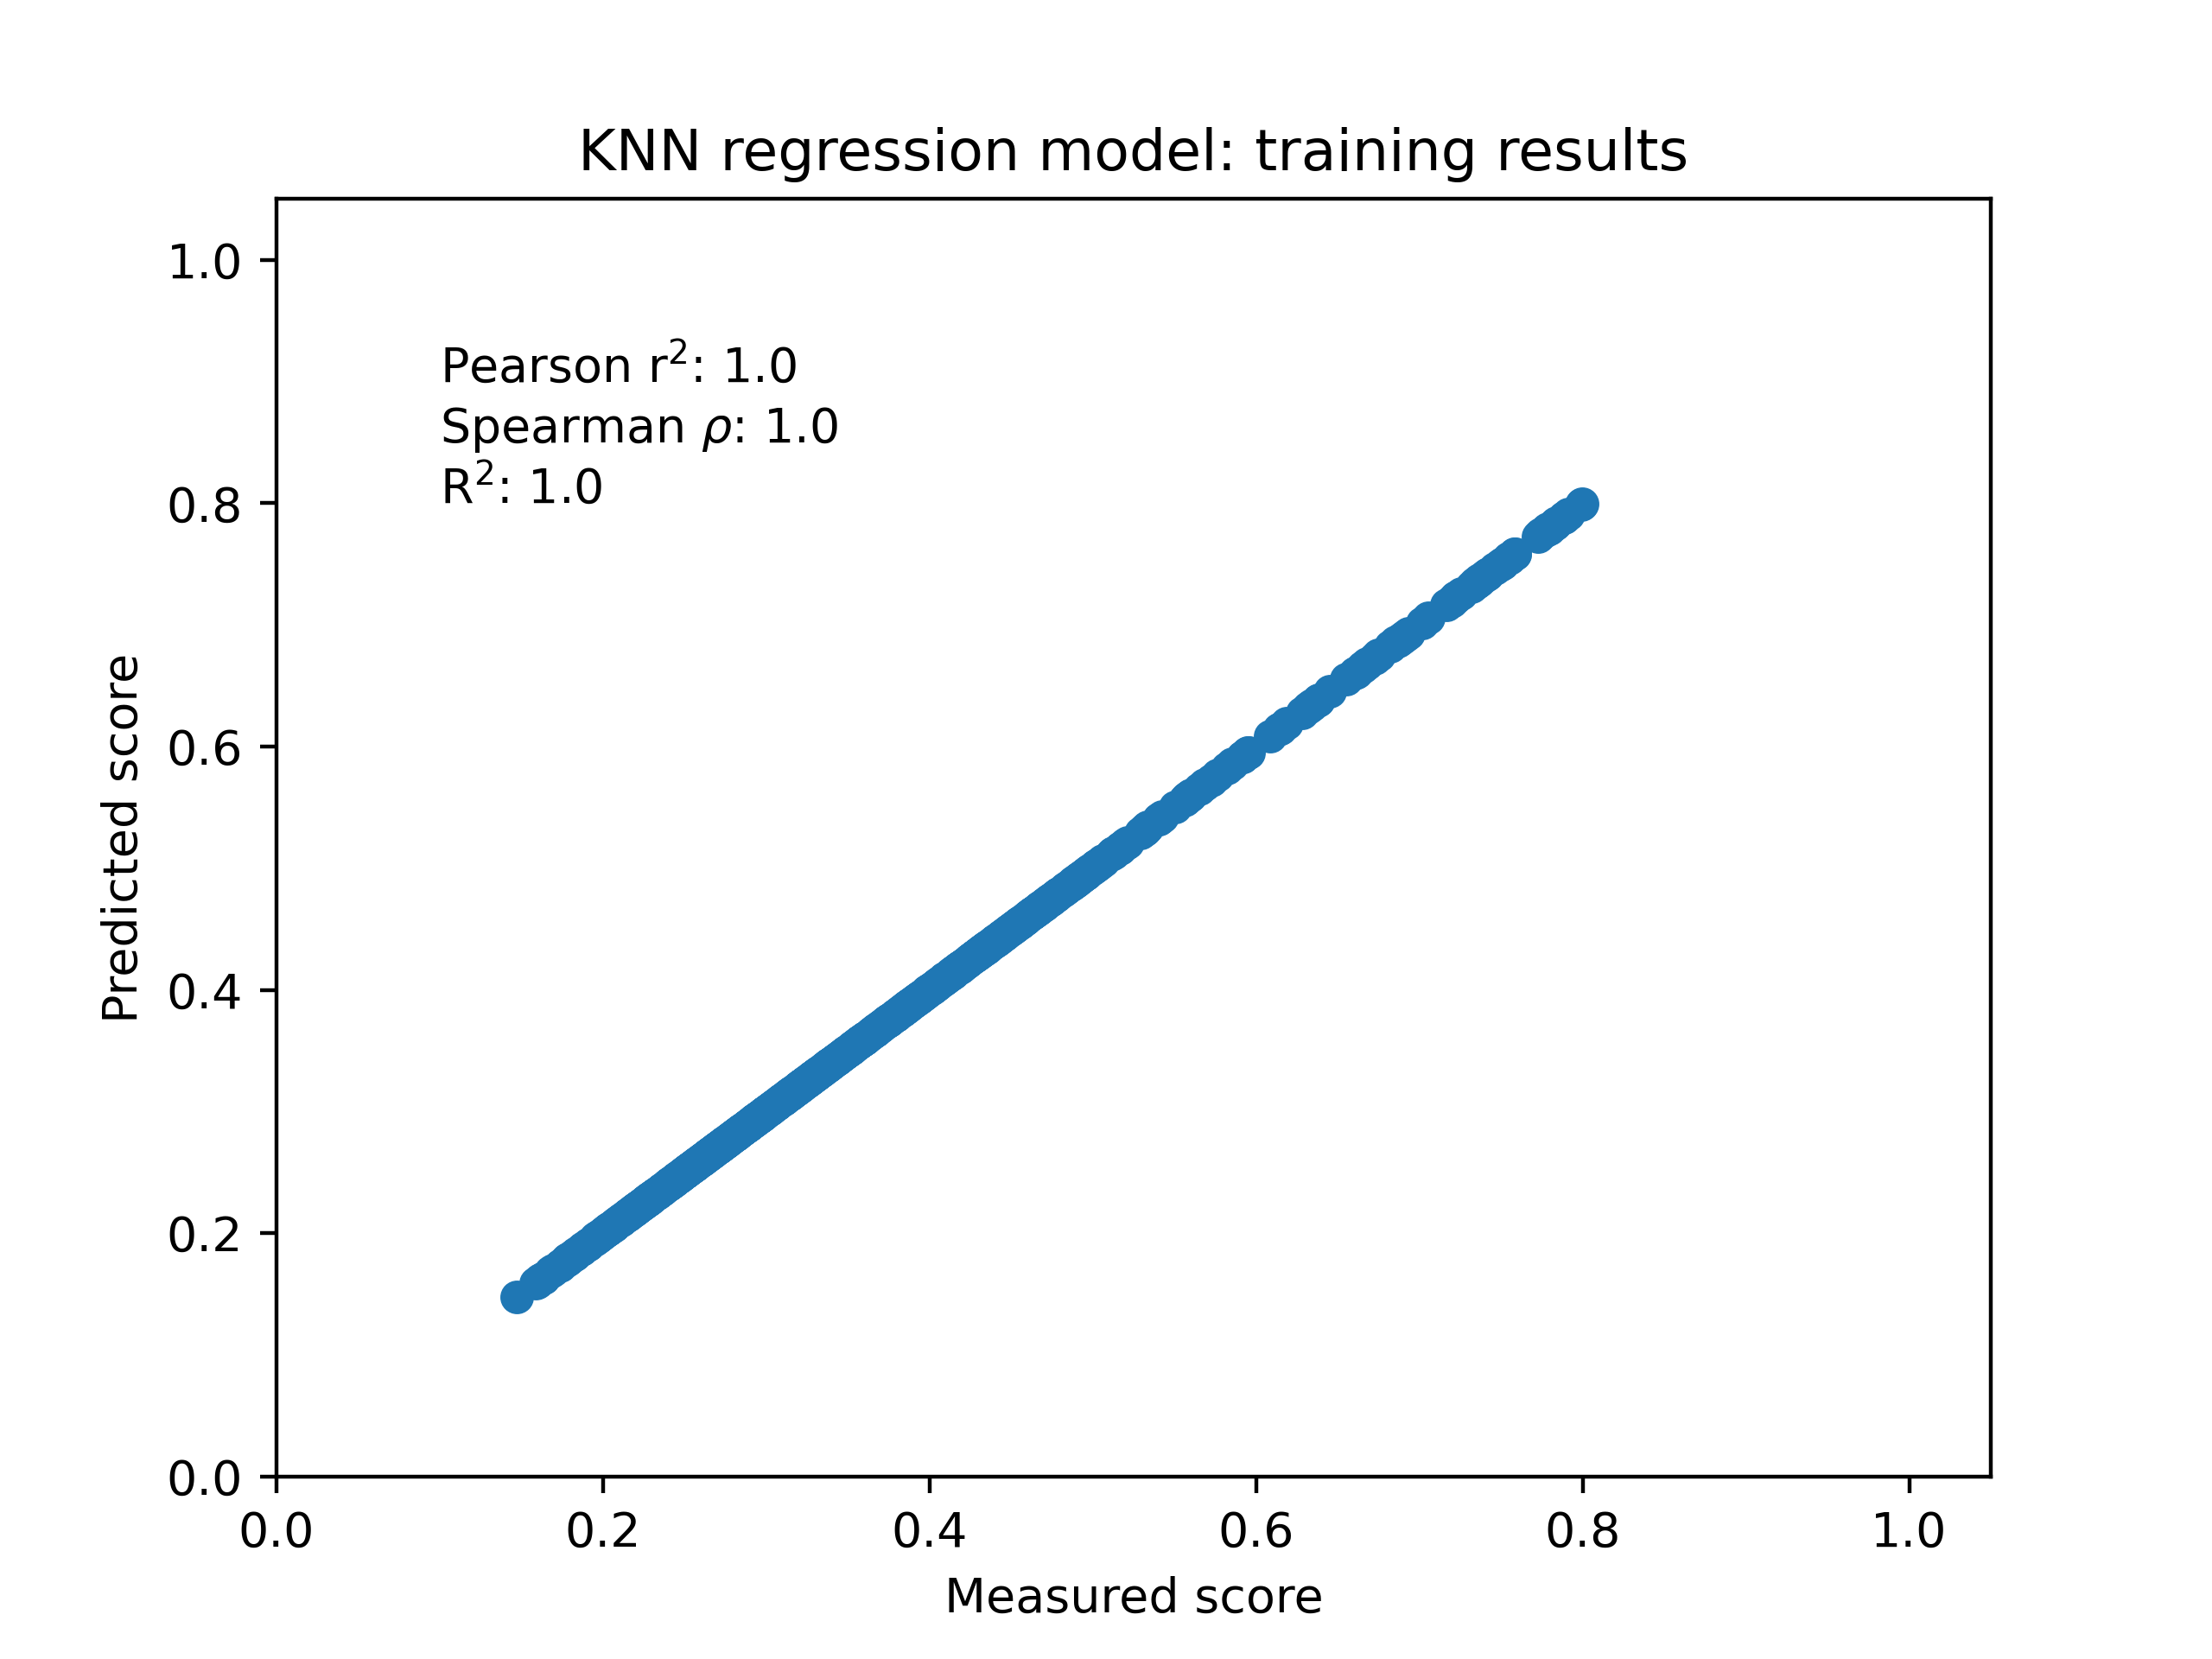 KNN regression model: training results
Pearson r²: 1.0
Spearman ρ: 1.0
R²: 1.0
Predicted score
1.0
0.8
0.6
0.4
0.2
0.0
0.0 0.2 0.4 0.6 0.8 1.0
Measured score